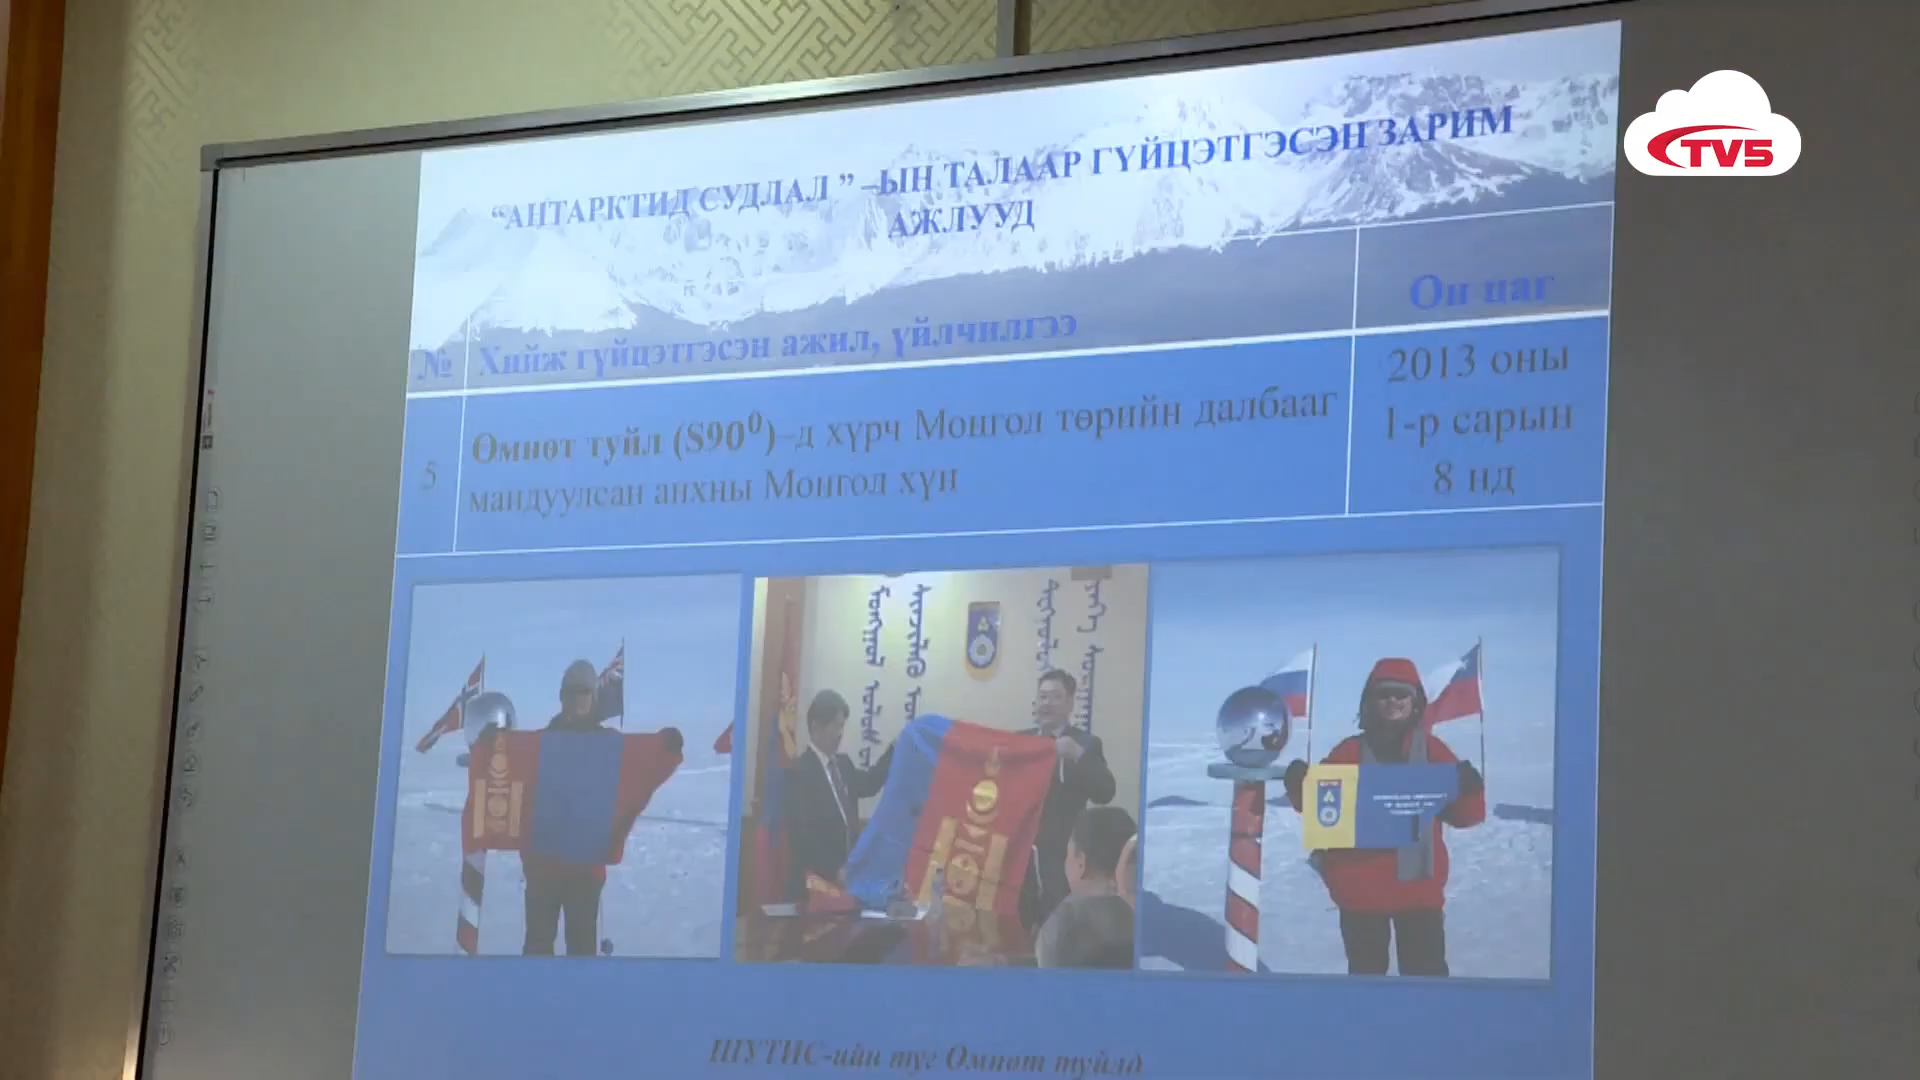 TV5
“АНТАРКТИД СУДЛАЛ ” –ЫН ТАЛААР ГҮЙЦЭТГЭСЭН ЗАРИМ
АЖЛУУД
№ Хийж гүйцэтгэсэн ажил, үйлчилгээ Он цаг
5 Өмнөт туйл (S90⁰)–д хүрч Монгол төрийн далбааг
мандуулсан анхны Монгол хүн
2013 оны
1-р сарын
8 нд
ШУТИС-ийн туг Өмнөт туйлд